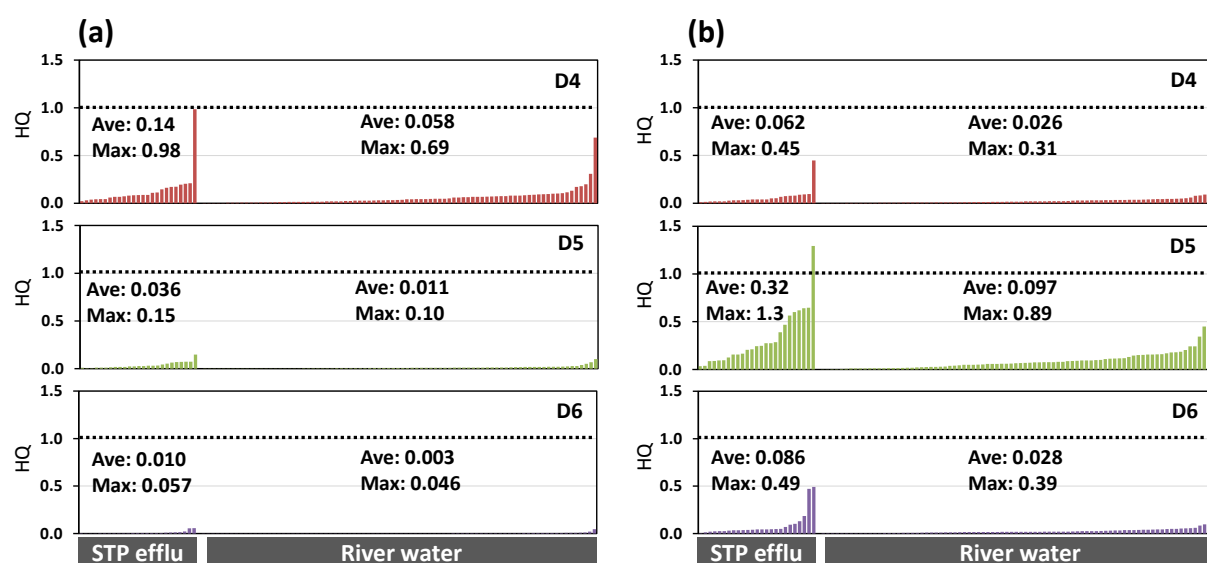 (a)
1.5
1.0
0.5
0.0
HQ
D4
Ave: 0.14
Max: 0.98
Ave: 0.058
Max: 0.69
1.5
1.0
0.5
0.0
HQ
D5
Ave: 0.036
Max: 0.15
Ave: 0.011
Max: 0.10
1.5
1.0
0.5
0.0
HQ
D6
Ave: 0.010
Max: 0.057
Ave: 0.003
Max: 0.046
STP efflu
River water
(b)
1.5
1.0
0.5
0.0
HQ
D4
Ave: 0.062
Max: 0.45
Ave: 0.026
Max: 0.31
1.5
1.0
0.5
0.0
HQ
D5
Ave: 0.32
Max: 1.3
Ave: 0.097
Max: 0.89
1.5
1.0
0.5
0.0
HQ
D6
Ave: 0.086
Max: 0.49
Ave: 0.028
Max: 0.39
STP efflu
River water